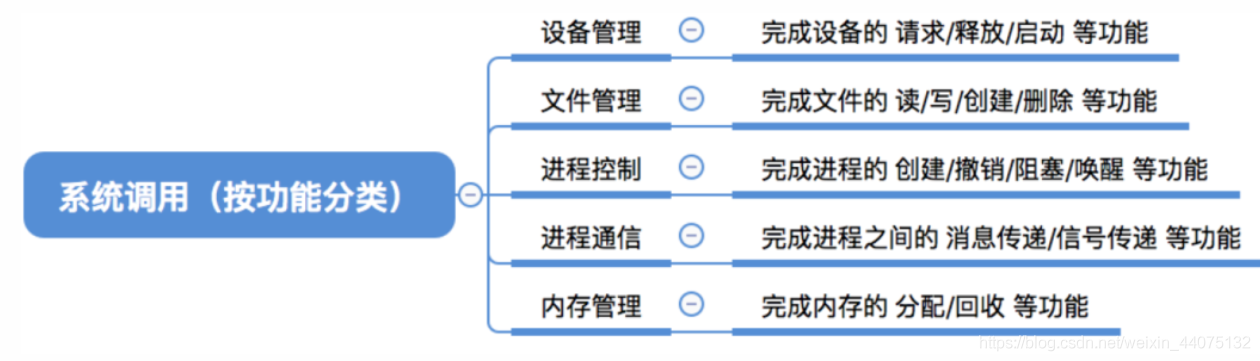 设备管理 完成设备的 请求/释放/启动 等功能
文件管理 完成文件的 读/写/创建/删除 等功能
系统调用（按功能分类） 进程控制 完成进程的 创建/撤销/阻塞/唤醒 等功能
进程通信 完成进程之间的 消息传递/信号传递 等功能
内存管理 完成内存的 分配/回收 等功能
https://blog.csdn.net/weixin_44075132